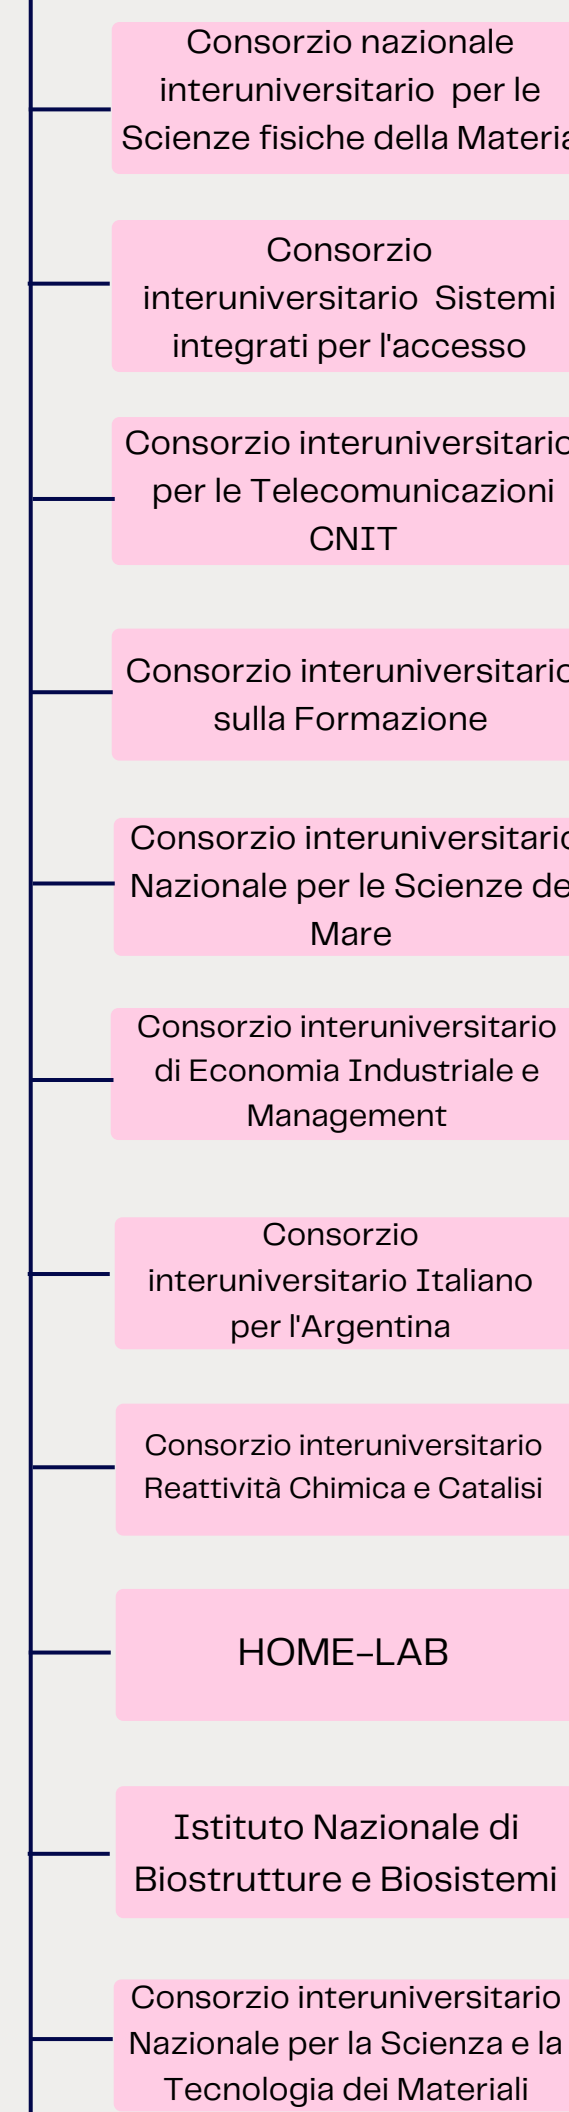 Consorzio nazionale
interuniversitario per le
Scienze fisiche della Materia
Consorzio
interuniversitario Sistemi
integrati per l'accesso
Consorzio interuniversitario
per le Telecomunicazioni
CNIT
Consorzio interuniversitario
sulla Formazione
Consorzio interuniversitario
Nazionale per le Scienze de
Mare
Consorzio interuniversitario
di Economia Industriale e
Management
Consorzio
interuniversitario Italiano
per l'Argentina
Consorzio interuniversitario
Reattività Chimica e Catalisi
HOME-LAB
Istituto Nazionale di
Biostrutture e Biosistemi
Consorzio interuniversitario
Nazionale per la Scienza e la
Tecnologia dei Materiali